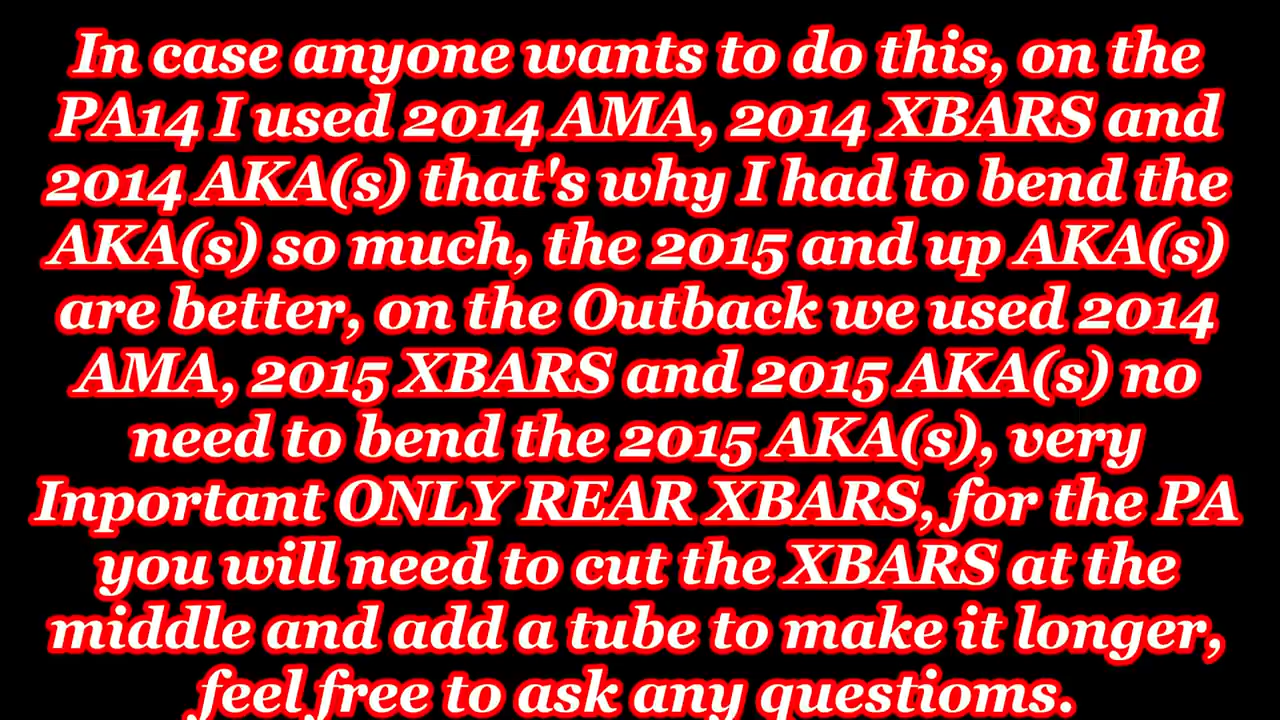 In case anyone wants to do this, on the
PA14 I used 2014 AMA, 2014 XBARS and
2014 AKA(s) that's why I had to bend the
AKA(s) so much, the 2015 and up AKA(s)
are better, on the Outback we used 2014
AMA, 2015 XBARS and 2015 AKA(s) no
need to bend the 2015 AKA(s), very
Inportant ONLY REAR XBARS, for the PA
you will need to cut the XBARS at the
middle and add a tube to make it longer,
feel free to ask any questioms.